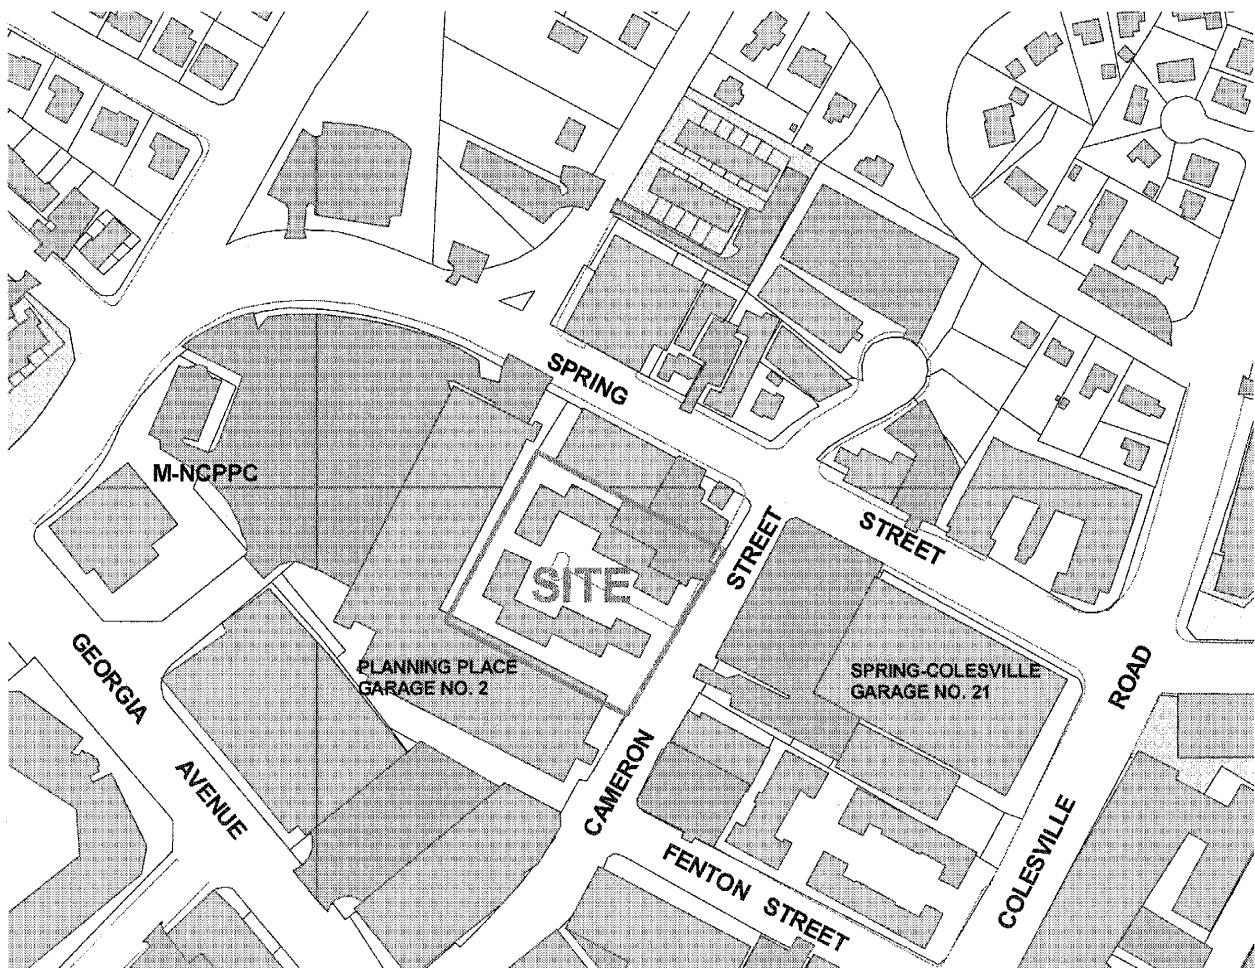 SPRING
STREET
M-NCPPC
STREET
SITE
GEORGIA
AVENUE
PLANNING PLACE
GARAGE NO. 2
SPRING-COLESVILLE
GARAGE NO. 21
ROAD
COLESVILLE
CAMERON
FENTON STREET